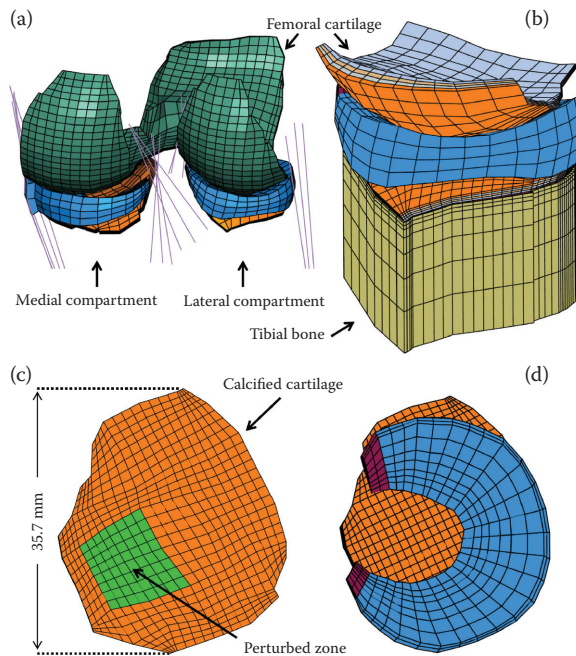 (a)
Femoral cartilage
(b)
Medial compartment
Lateral compartment
Tibial bone
(c)
Calcified cartilage
(d)
35.7 mm
Perturbed zone